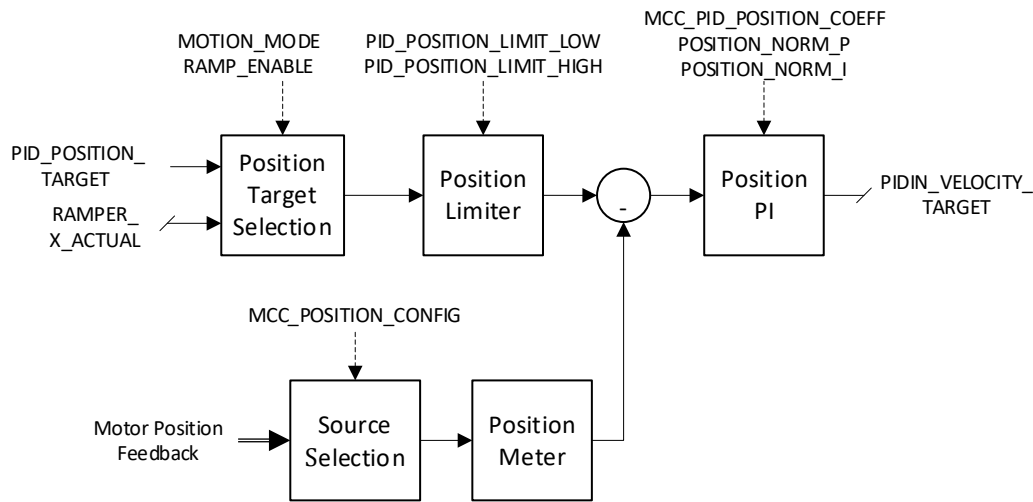 MOTION_MODE
RAMP_ENABLE
PID_POSITION_LIMIT_LOW
PID_POSITION_LIMIT_HIGH
MCC_PID_POSITION_COEFF
POSITION_NORM_P
POSITION_NORM_I
PID_POSITION_
TARGET
RAMPER_
X_ACTUAL
Position
Target
Selection
Position
Limiter
-
Position
PI
PIDIN_VELOCITY_
TARGET
MCC_POSITION_CONFIG
Motor Position
Feedback
Source
Selection
Position
Meter